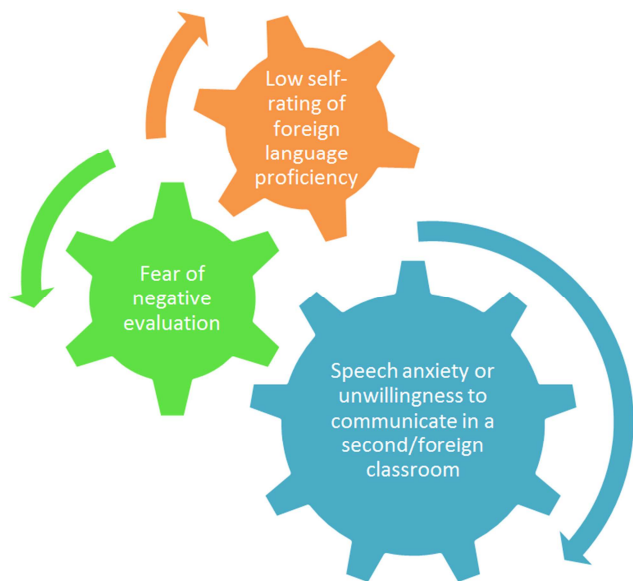 Low self-
rating of
foreign
language
proficiency
Fear of
negative
evaluation
Speech anxiety or
unwillingness to
communicate in a
second/foreign
classroom